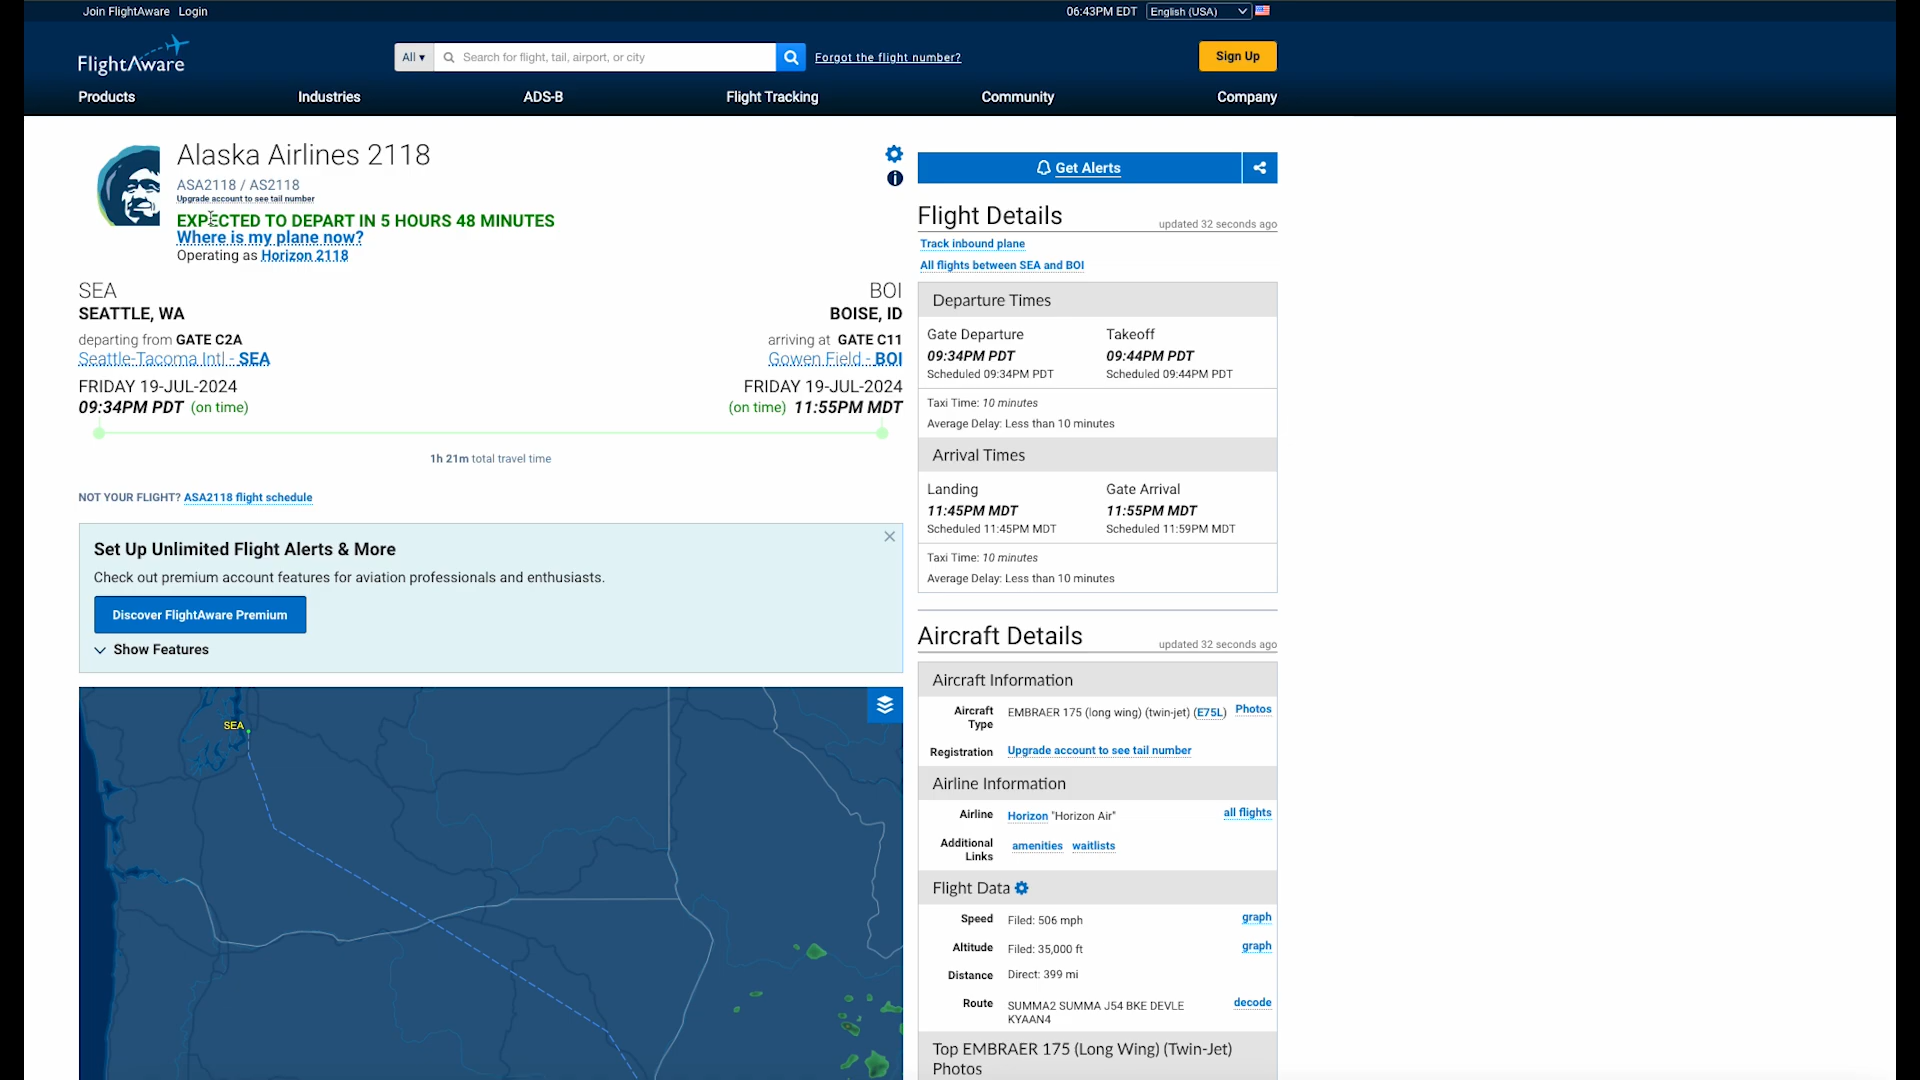 Join FlightAware Login
06:43PM EDT English (USA)
FlightAware
All ▾ Search for flight, tail, airport, or city
Forgot the flight number?
Sign Up
Products Industries ADS-B Flight Tracking Community Company
Alaska Airlines 2118
ASA2118 / AS2118
Upgrade account to see tail number
EXPECTED TO DEPART IN 5 HOURS 48 MINUTES
Where is my plane now?
Operating as Horizon 2118
SEA
SEATTLE, WA
departing from GATE C2A
Seattle-Tacoma Intl - SEA
FRIDAY 19-JUL-2024
09:34PM PDT (on time)
BOI
BOISE, ID
arriving at GATE C11
Gowen Field - BOI
FRIDAY 19-JUL-2024
(on time) 11:55PM MDT
1h 21m total travel time
NOT YOUR FLIGHT? ASA2118 flight schedule
Set Up Unlimited Flight Alerts & More
Check out premium account features for aviation professionals and enthusiasts.
Discover FlightAware Premium
Show Features
SEA
Get Alerts
Flight Details
updated 32 seconds ago
Track inbound plane
All flights between SEA and BOI
Departure Times
Gate Departure Takeoff
09:34PM PDT 09:44PM PDT
Scheduled 09:34PM PDT Scheduled 09:44PM PDT
Taxi Time: 10 minutes
Average Delay: Less than 10 minutes
Arrival Times
Landing Gate Arrival
11:45PM MDT 11:55PM MDT
Scheduled 11:45PM MDT Scheduled 11:59PM MDT
Taxi Time: 10 minutes
Average Delay: Less than 10 minutes
Aircraft Details
updated 32 seconds ago
Aircraft Information
Aircraft Type EMBRAER 175 (long wing) (twin-jet) (E75L) Photos
Registration Upgrade account to see tail number
Airline Information
Airline Horizon "Horizon Air" all flights
Additional Links amenities waitlists
Flight Data
Speed Filed: 506 mph graph
Altitude Filed: 35,000 ft graph
Distance Direct: 399 mi
Route SUMMA2 SUMMA J54 BKE DEVLE decode
KYAAN4
Top EMBRAER 175 (Long Wing) (Twin-Jet)
Photos